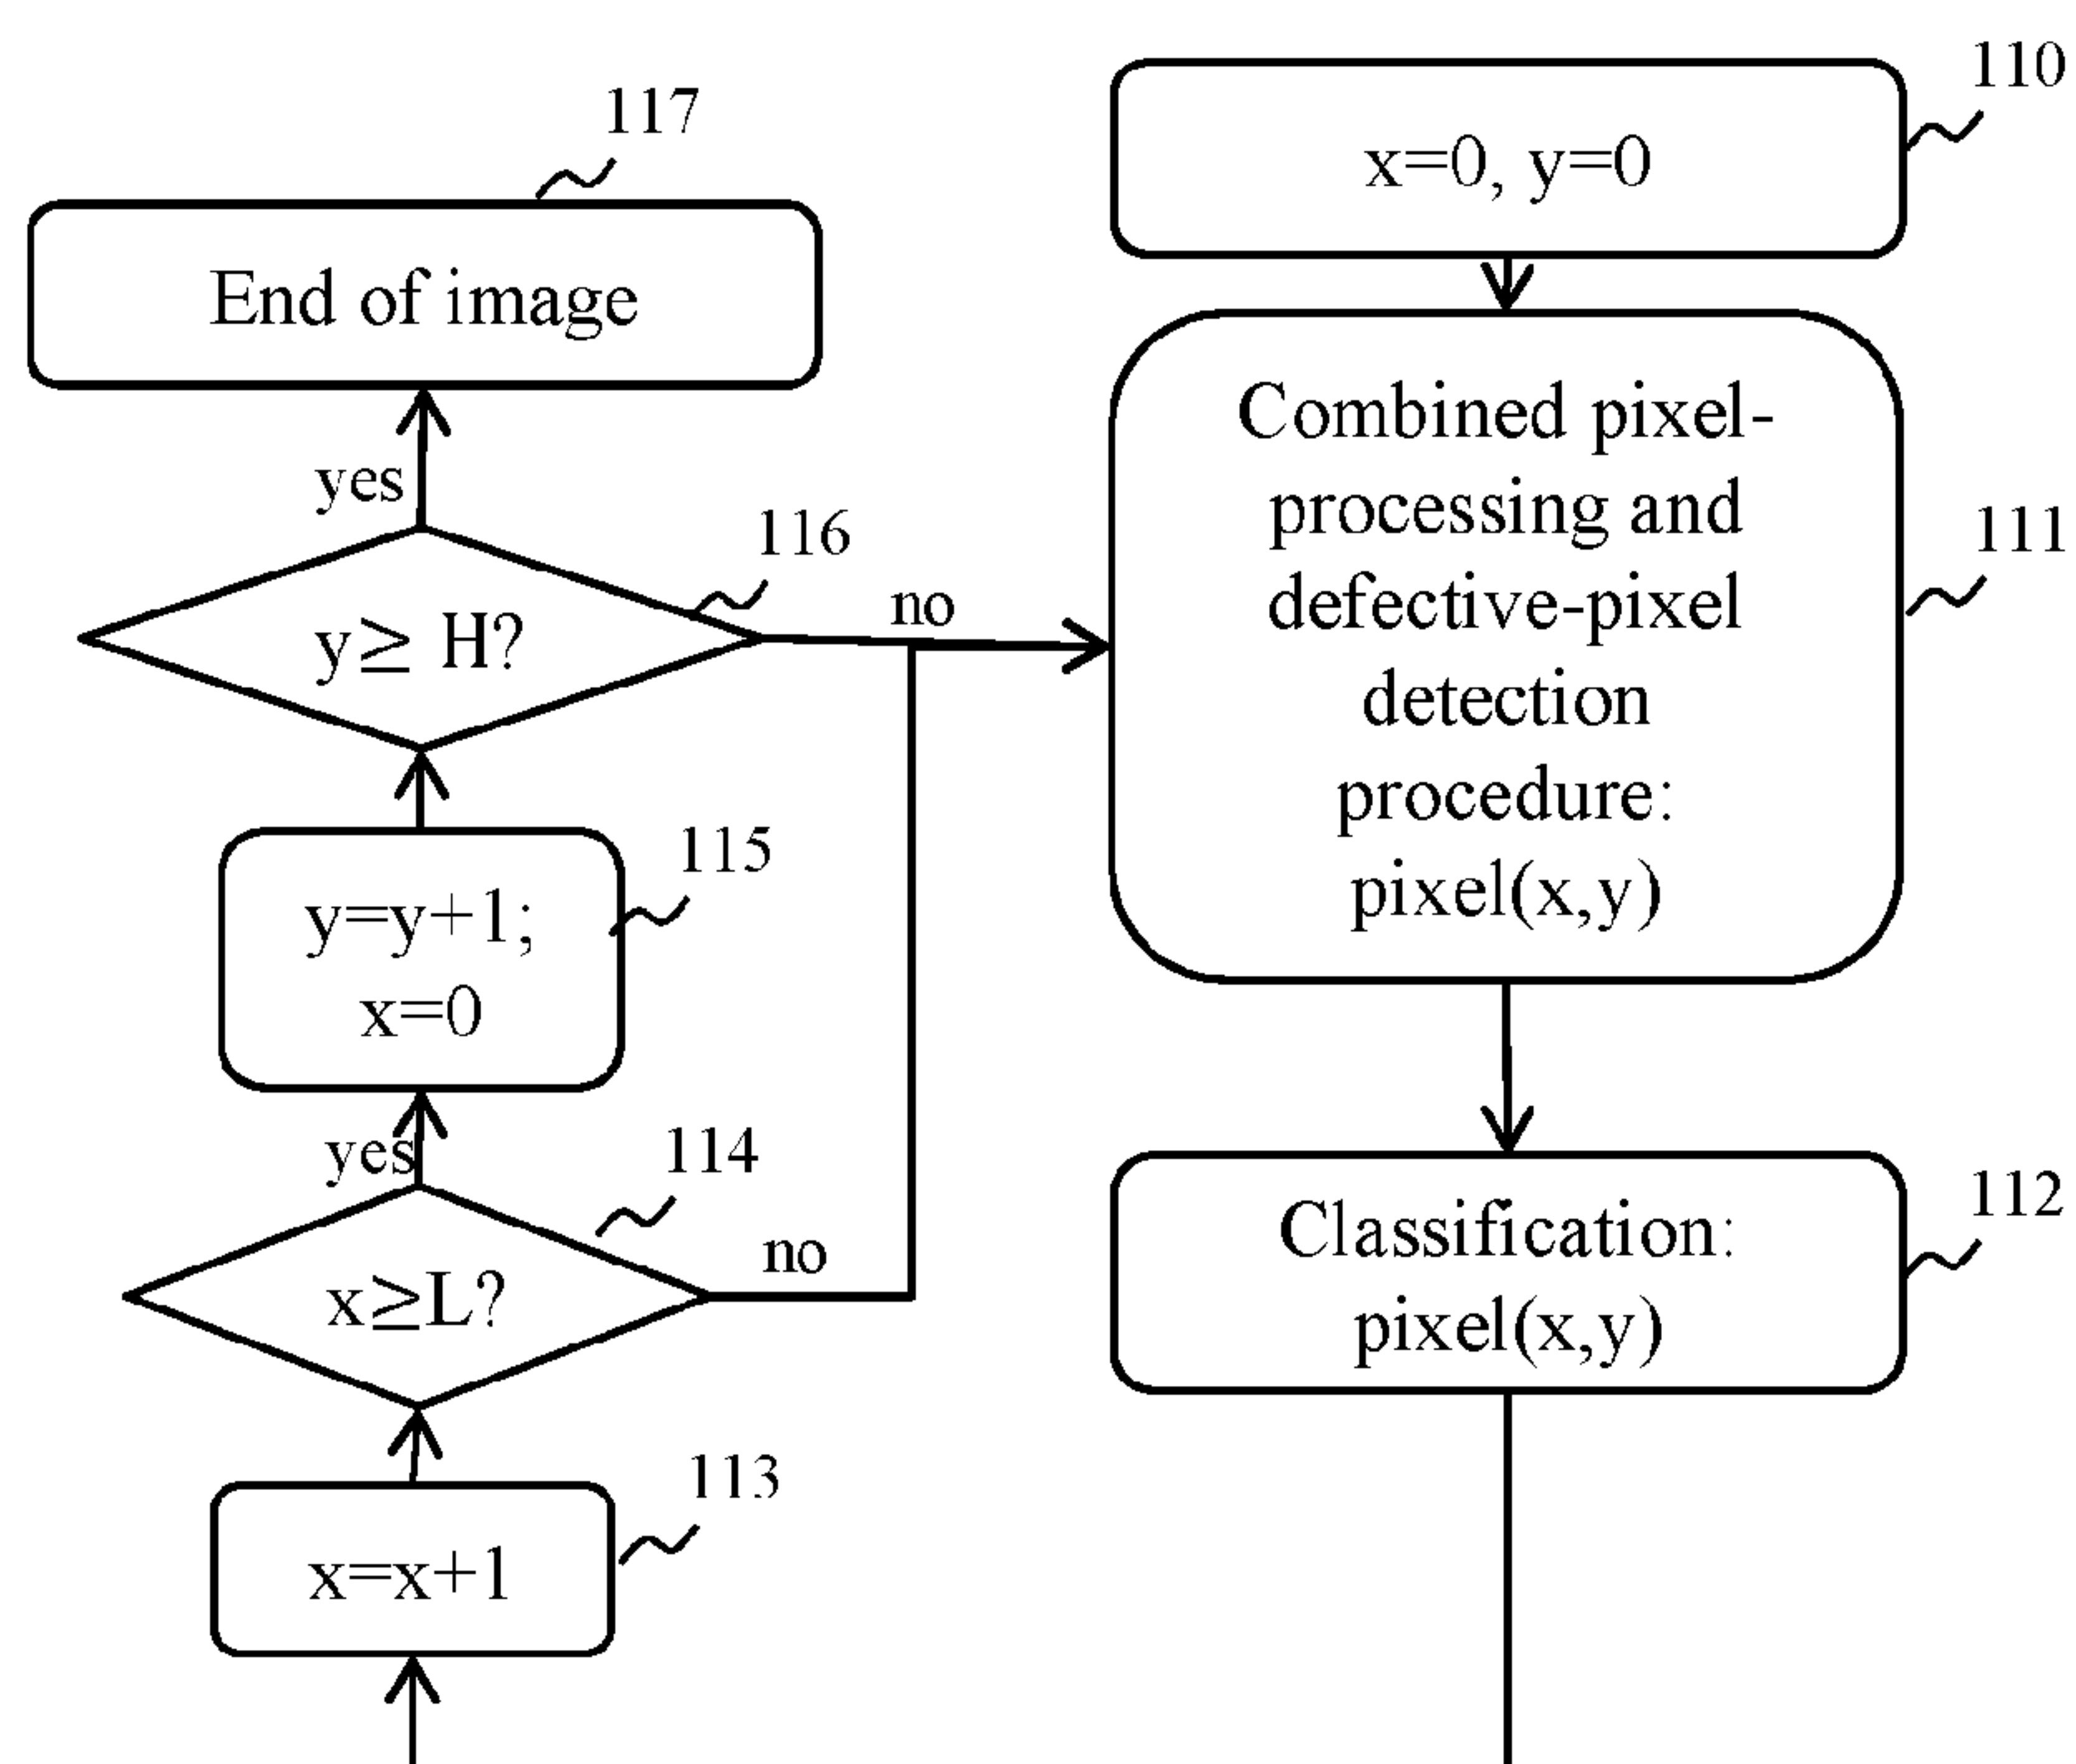 110
x=0, y=0
111
Combined pixel-
processing and
defective-pixel
detection
procedure:
pixel(x,y)
112
Classification:
pixel(x,y)
113
x=x+1
114
x≥L?
yes
no
115
y=y+1;
x=0
116
y≥ H?
yes
no
117
End of image